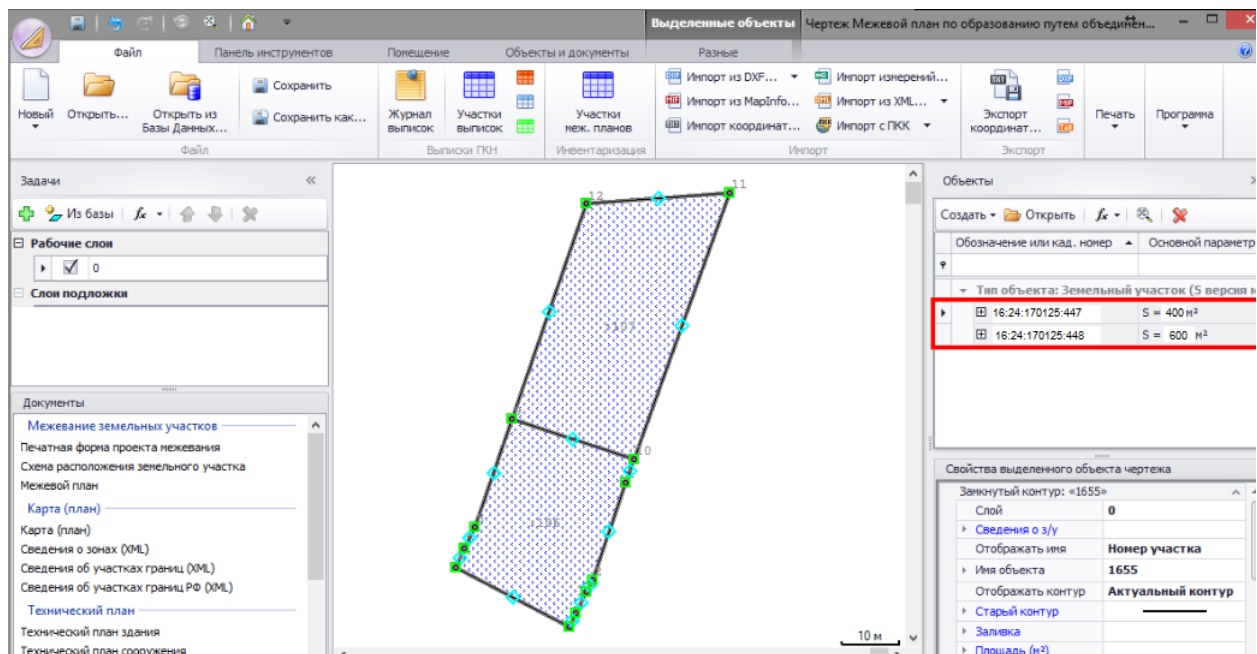 Выделенные объекты Чертеж Межевой план по образованию путем объединен...
Файл Панель инструментов Помещение Объекты и документы Разные
Новый Открыть... Открыть из Базы Данных... Сохранить
Сохранить как...
Файл
Журнал выписок Участки выписок
Выписки ГКН
Участки меж. планов
Инвентаризация
Импорт из DXF... Импорт измерений...
Импорт из MapInfo... Импорт из XML...
Импорт координат... Импорт с ПКК
Импорт
Экспорт координат...
Экспорт
Печать Программа
Задачи
Из базы
Рабочие слои
0
Слои подложки
Документы
Межевание земельных участков
Печатная форма проекта межевания
Схема расположения земельного участка
Межевой план
Карта (план)
Карта (план)
Сведения о зонах (XML)
Сведения об участках границ (XML)
Сведения об участках границ РФ (XML)
Технический план
Технический план здания
Технический план сооружения
12
11
10 м
Объекты
Создать Открыть
Обозначение или кад. номер Основной параметр
Тип объекта: Земельный участок (5 версия м
16:24:170125:447 S = 400 м²
16:24:170125:448 S = 600 м²
Свойства выделенного объекта чертежа
Замкнутый контур: «1655»
Слой 0
Сведения о з/у
Отображать имя Номер участка
Имя объекта 1655
Отображать контур Актуальный контур
Старый контур
Заливка
Площадь (м²)